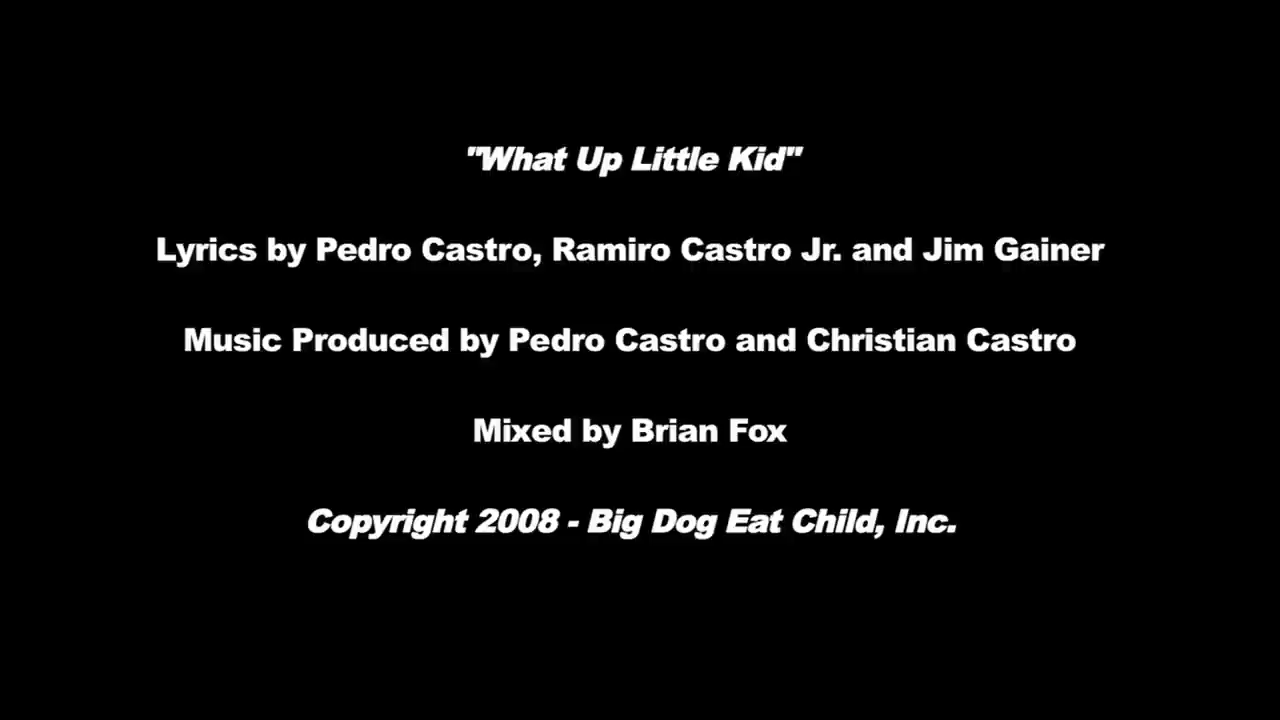 "What Up Little Kid"
Lyrics by Pedro Castro, Ramiro Castro Jr. and Jim Gainer
Music Produced by Pedro Castro and Christian Castro
Mixed by Brian Fox
Copyright 2008 - Big Dog Eat Child, Inc.